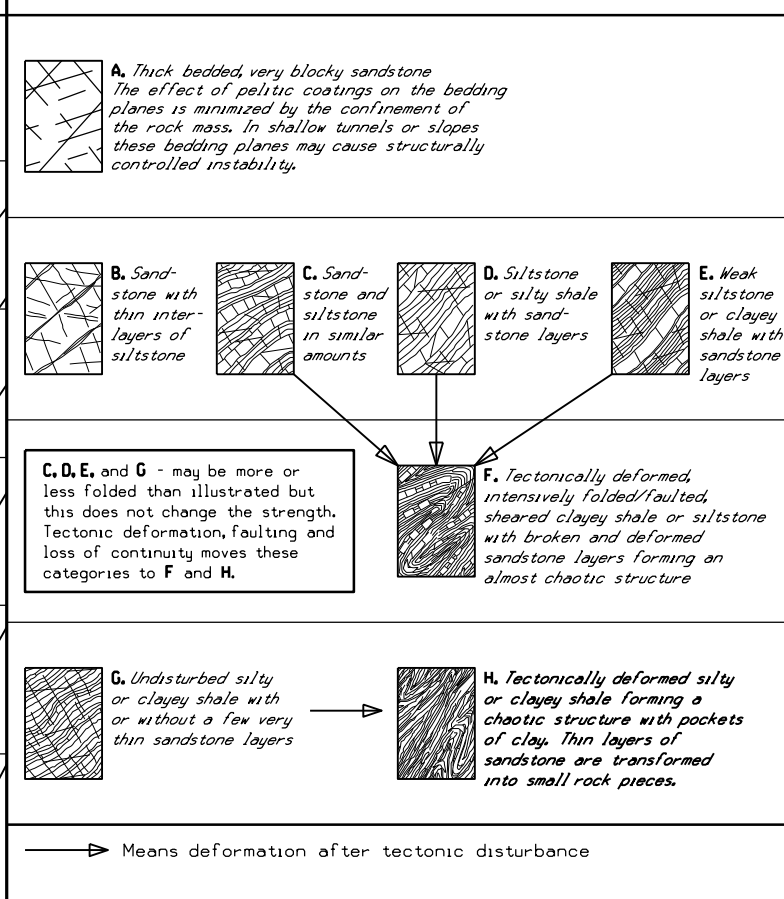 A. Thick bedded, very blocky sandstone
The effect of pelitic coatings on the bedding
planes is minimized by the confinement of
the rock mass. In shallow tunnels or slopes
these bedding planes may cause structurally
controlled instability.
B. Sand-
stone with
thin inter-
layers of
siltstone
C. Sand-
stone and
siltstone
in similar
amounts
D. Siltstone
or silty shale
with sand-
stone layers
E. Weak
siltstone
or clayey
shale with
sandstone
layers
C, D, E, and G - may be more or
less folded than illustrated but
this does not change the strength.
Tectonic deformation, faulting and
loss of continuity moves these
categories to F and H.
F. Tectonically deformed,
intensively folded/faulted,
sheared clayey shale or siltstone
with broken and deformed
sandstone layers forming an
almost chaotic structure
G. Undisturbed silty
or clayey shale with
or without a few very
thin sandstone layers
H. Tectonically deformed silty
or clayey shale forming a
chaotic structure with pockets
of clay. Thin layers of
sandstone are transformed
into small rock pieces.
Means deformation after tectonic disturbance